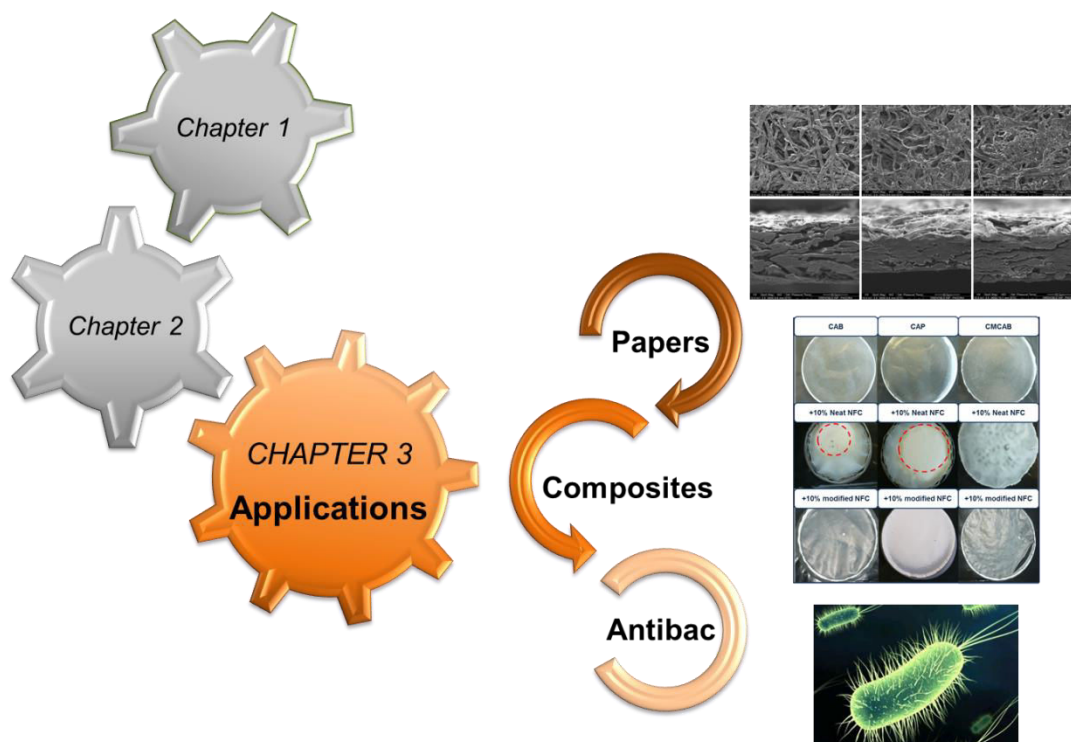 Chapter 1
Chapter 2
CHAPTER 3
Applications
Papers
Composites
Antibac
CAB CAP CMCAB
+10% Neat NFC +10% Neat NFC +10% Neat NFC
+10% modified NFC +10% modified NFC +10% modified NFC